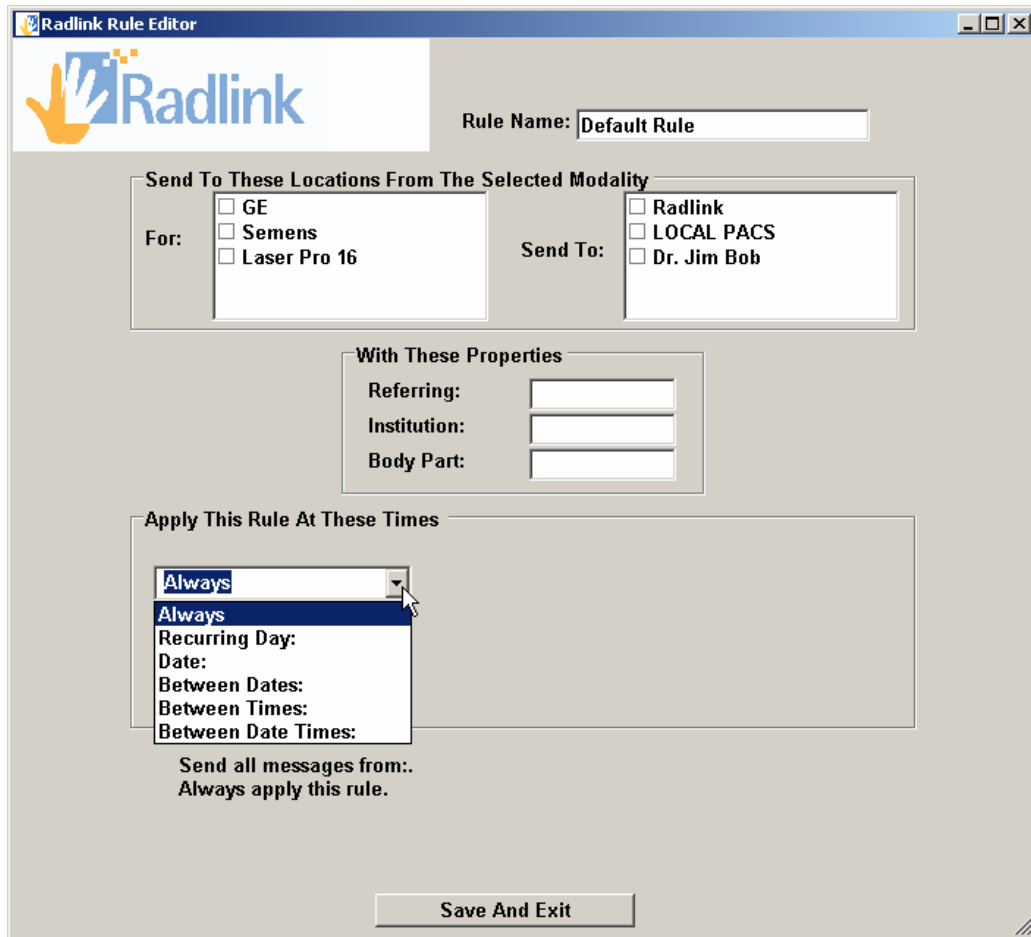 Radlink Rule Editor
Radlink
Rule Name: Default Rule
Send To These Locations From The Selected Modality
For:
GE
Semens
Laser Pro 16
Send To:
Radlink
LOCAL PACS
Dr. Jim Bob
With These Properties
Referring:
Institution:
Body Part:
Apply This Rule At These Times
Always
Always
Recurring Day:
Date:
Between Dates:
Between Times:
Between Date Times:
Send all messages from:.
Always apply this rule.
Save And Exit